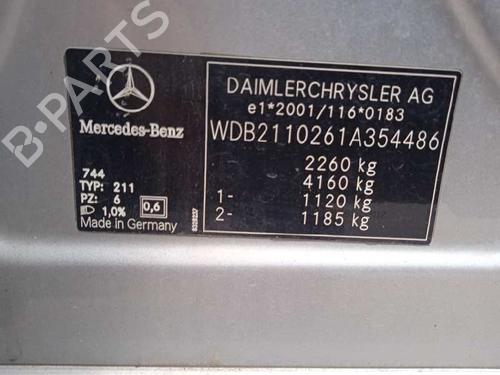 B-PARTS
Mercedes-Benz
744
TYP: 211
PZ: 6
1,0%
0,6
Made in Germany
DAIMLERCHRYSLER AG
e1*2001/116*0183
WDB2110261A354486
2260 kg
4160 kg
1- 1120 kg
2- 1185 kg